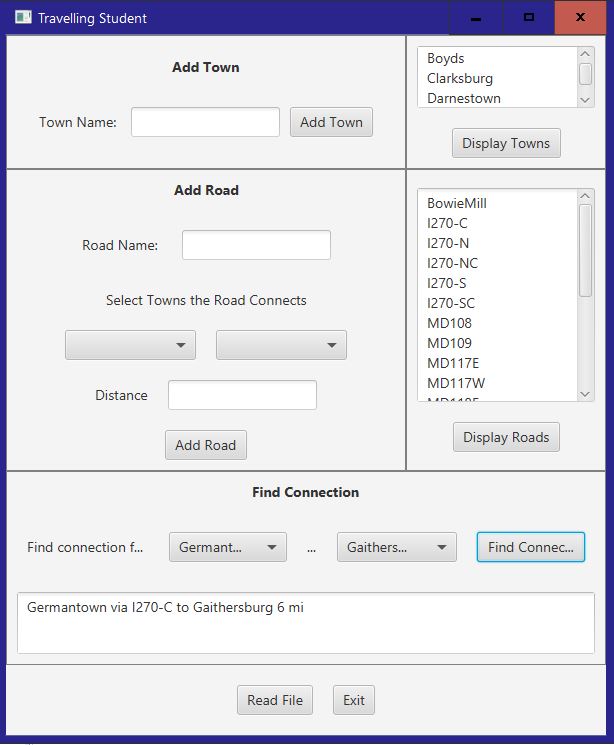 Travelling Student
Add Town
Town Name:
Add Town
Boyds
Clarksburg
Darnestown
Display Towns
Add Road
Road Name:
Select Towns the Road Connects
Distance
Add Road
BowieMill
I270-C
I270-N
I270-NC
I270-S
I270-SC
MD108
MD109
MD117E
MD117W
MD118E
Display Roads
Find Connection
Find connection f... Germant... ... Gaithers... Find Connec...
Germantown via I270-C to Gaithersburg 6 mi
Read File Exit